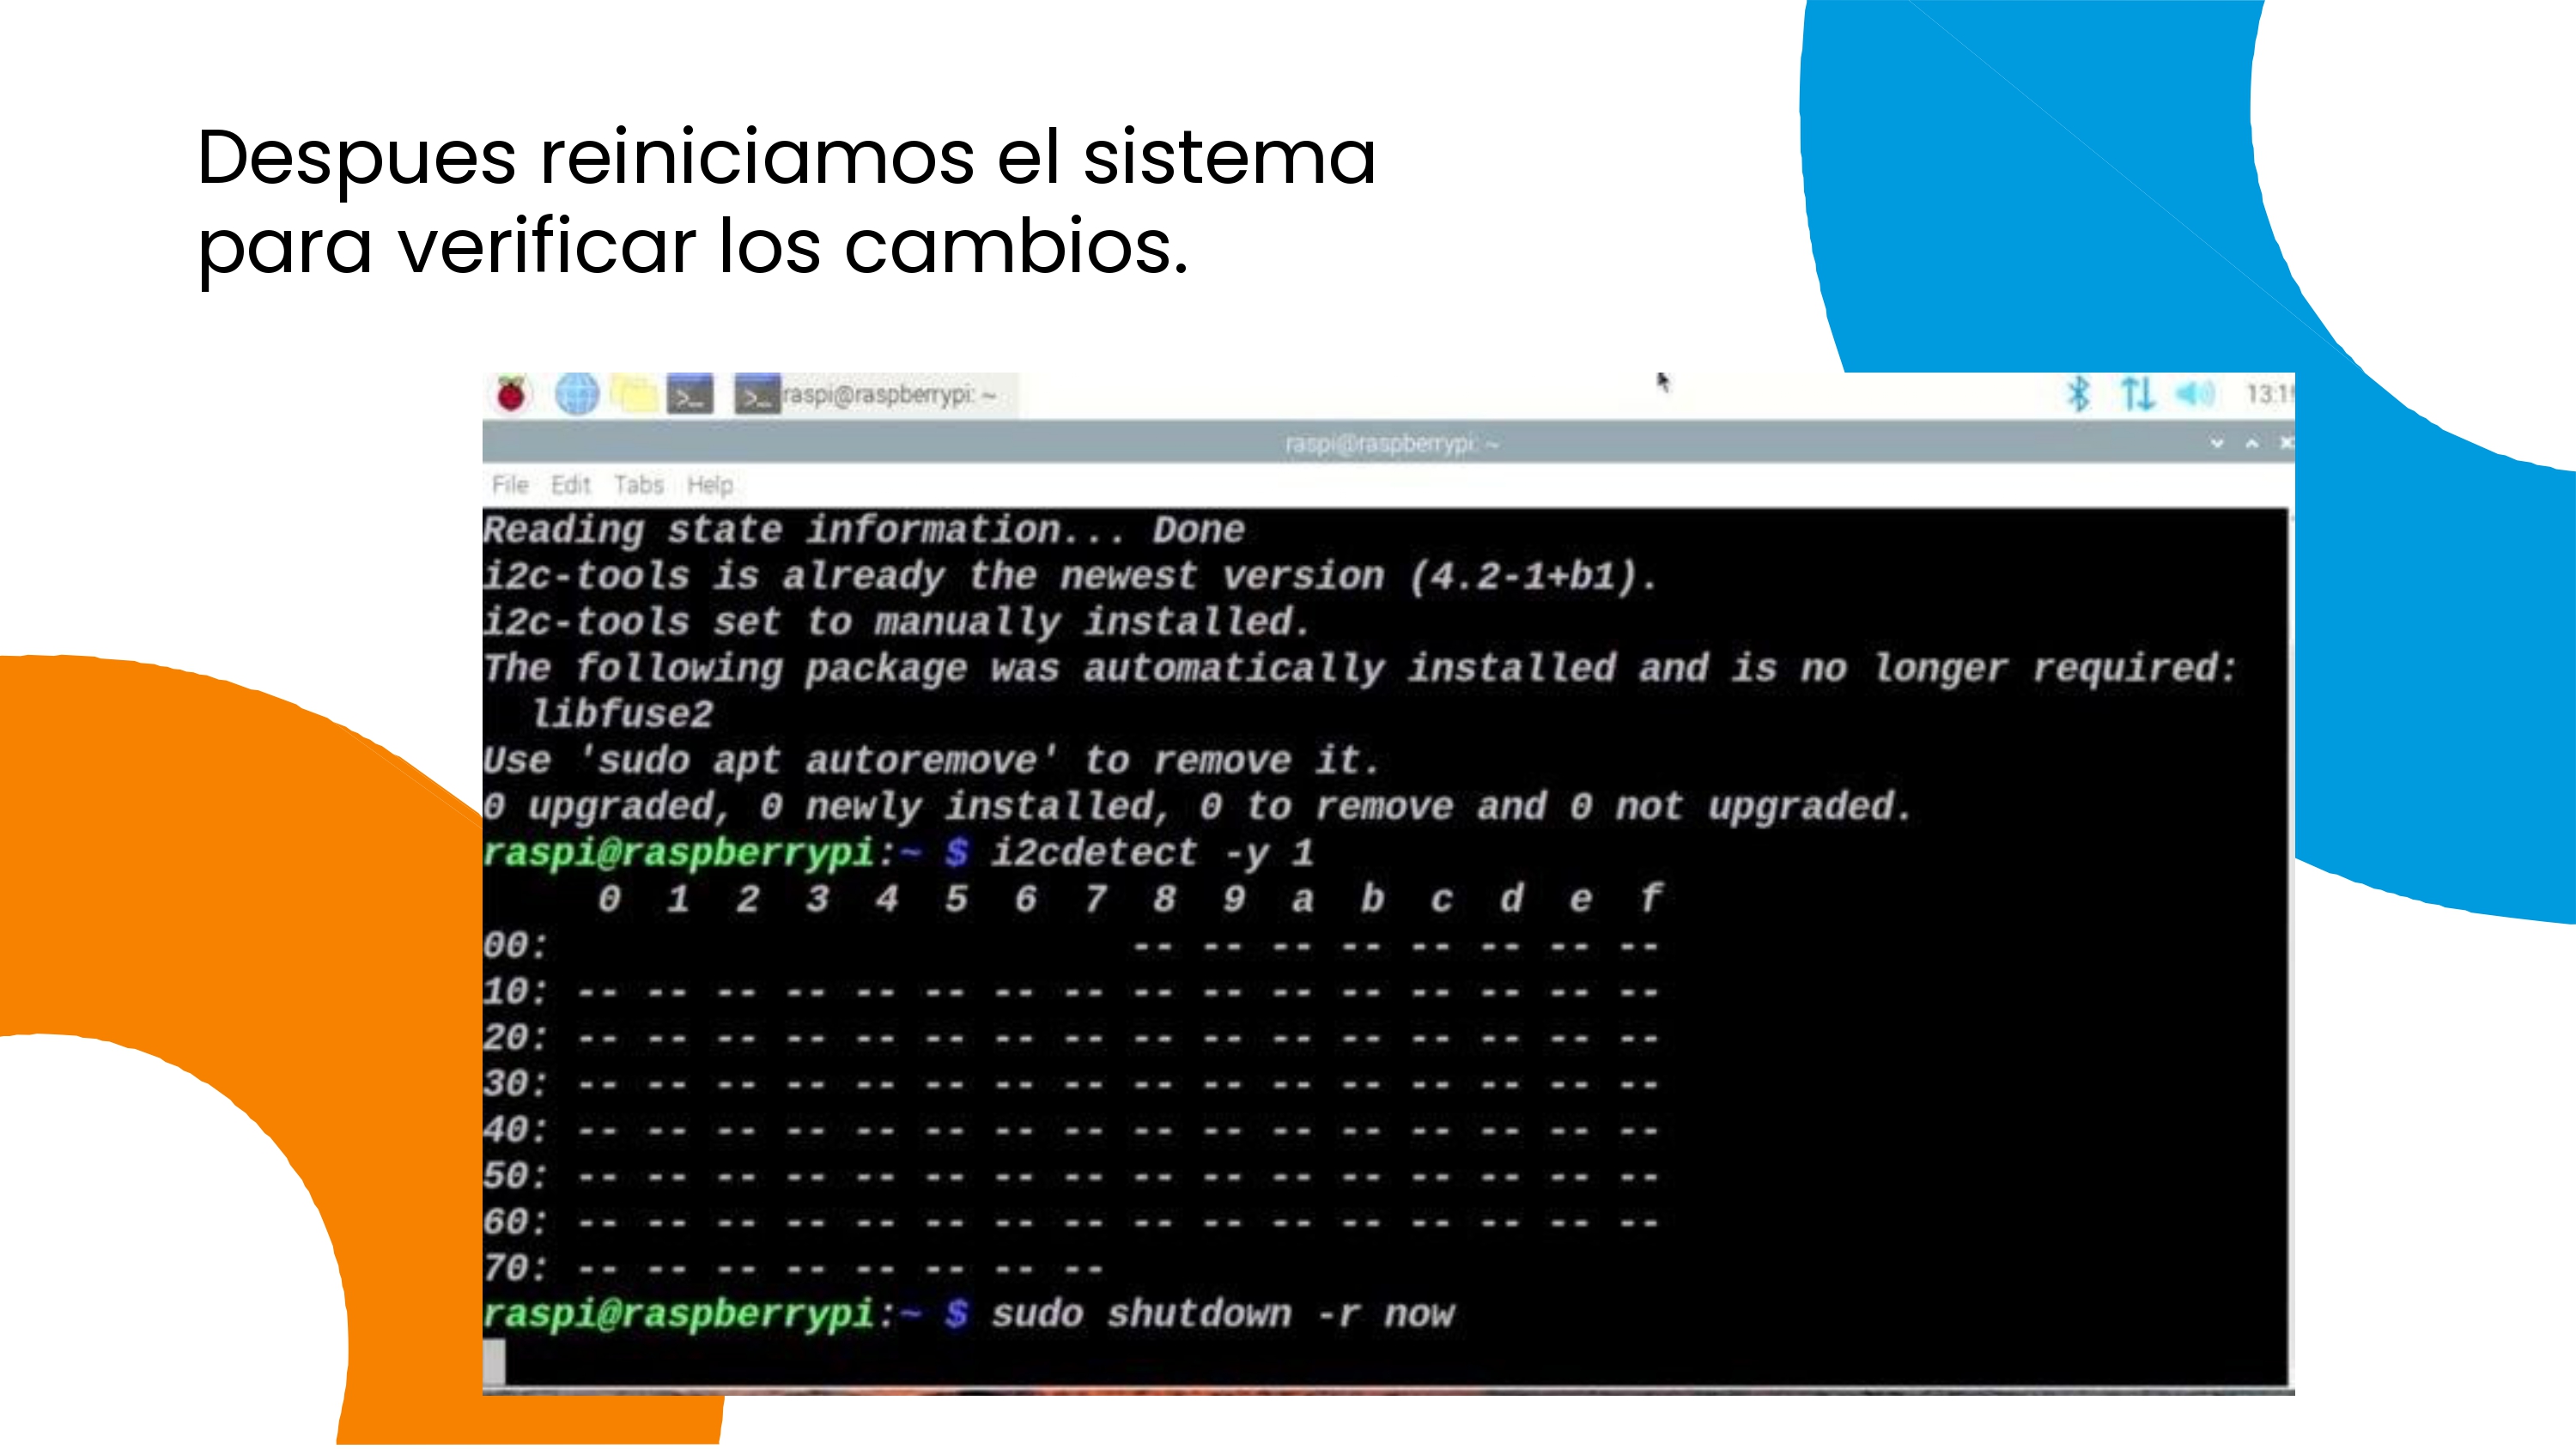 Despues reiniciamos el sistema
para verificar los cambios.
raspi@raspberrypi: ~
raspi@raspberrypi: ~
File Edit Tabs Help
Reading state information... Done
i2c-tools is already the newest version (4.2-1+b1).
i2c-tools set to manually installed.
The following package was automatically installed and is no longer required:
  libfuse2
Use 'sudo apt autoremove' to remove it.
0 upgraded, 0 newly installed, 0 to remove and 0 not upgraded.
raspi@raspberrypi:~ $ i2cdetect -y 1
     0  1  2  3  4  5  6  7  8  9  a  b  c  d  e  f
00:                         -- -- -- -- -- -- -- --
10: -- -- -- -- -- -- -- -- -- -- -- -- -- -- -- --
20: -- -- -- -- -- -- -- -- -- -- -- -- -- -- -- --
30: -- -- -- -- -- -- -- -- -- -- -- -- -- -- -- --
40: -- -- -- -- -- -- -- -- -- -- -- -- -- -- -- --
50: -- -- -- -- -- -- -- -- -- -- -- -- -- -- -- --
60: -- -- -- -- -- -- -- -- -- -- -- -- -- -- -- --
70: -- -- -- -- -- -- -- --
raspi@raspberrypi:~ $ sudo shutdown -r now